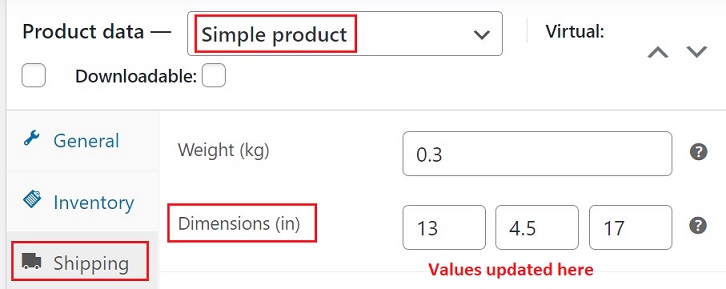 Product data — Simple product Virtual:
Downloadable:
General
Weight (kg) 0.3 ?
Inventory
Dimensions (in) 13 4.5 17 ?
Shipping
Values updated here